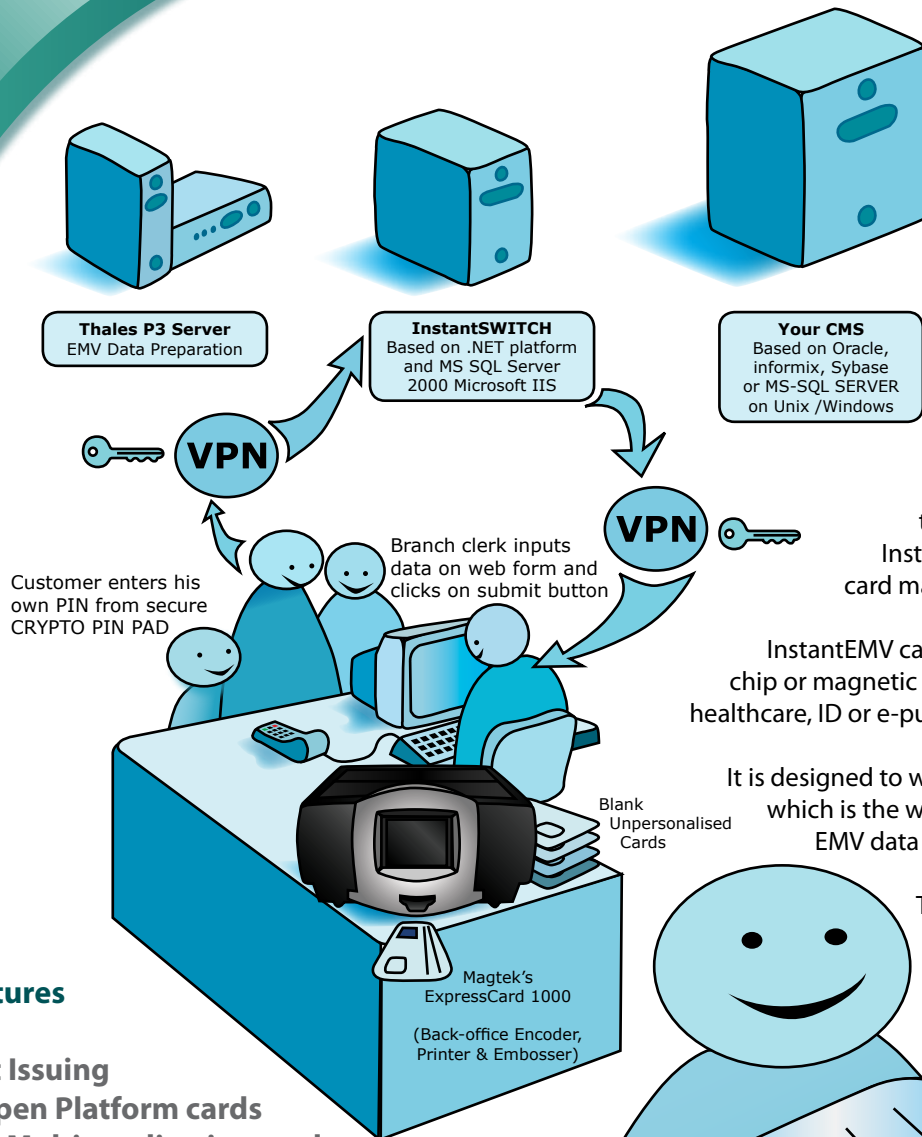 Thales P3 Server
EMV Data Preparation
InstantSWITCH
Based on .NET platform
and MS SQL Server
2000 Microsoft IIS
Your CMS
Based on Oracle,
informix, Sybase
or MS-SQL SERVER
on Unix /Windows
VPN
VPN
Customer enters his
own PIN from secure
CRYPTO PIN PAD
Branch clerk inputs
data on web form and
clicks on submit button
Blank
Unpersonalised
Cards
Magtek's
ExpressCard 1000
(Back-office Encoder,
Printer & Embosser)
t
Inst
card ma
InstantEMV ca
chip or magnetic
healthcare, ID or e-pu
It is designed to w
which is the w
EMV data
T
tures
t Issuing
pen Platform cards